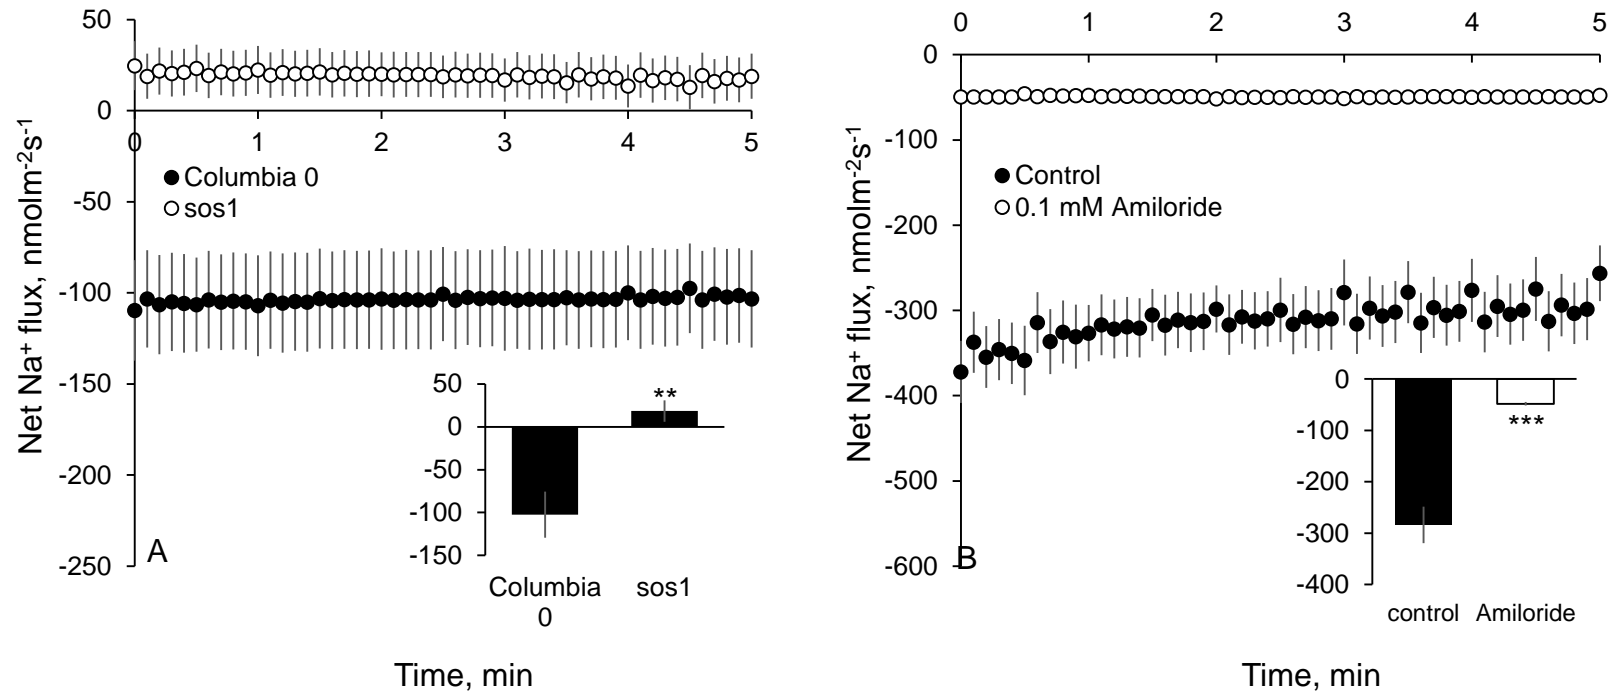 50
0
-50
-100
-150
-200
-250
0 1 2 3 4 5
Net Na⁺ flux, nmolm⁻²s⁻¹
Columbia 0
sos1
A
50
0
-50
-100
-150
**
Columbia 0
sos1
Time, min
0 1 2 3 4 5
0
-100
-200
-300
-400
-500
-600
Net Na⁺ flux, nmolm⁻²s⁻¹
Control
0.1 mM Amiloride
B
0
-100
-200
-300
-400
***
control Amiloride
Time, min